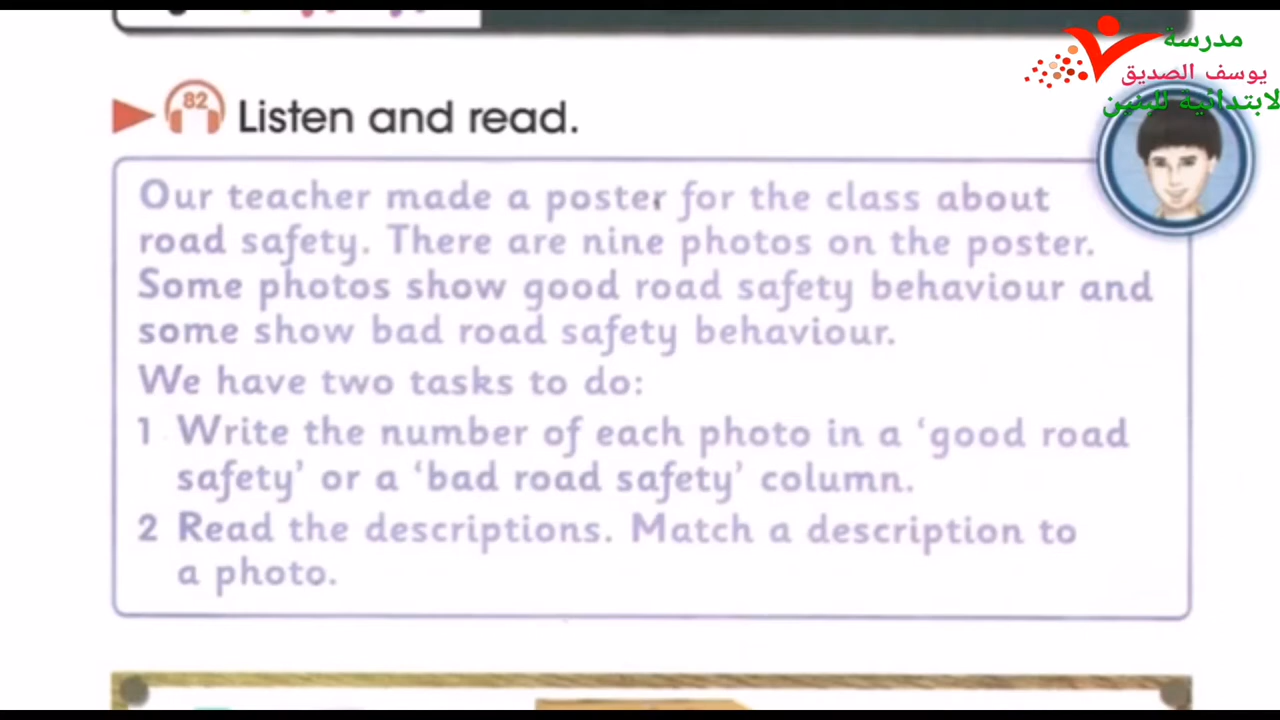 مدرسة
يوسف الصديق
الابتدائية للبنين
82 Listen and read.
Our teacher made a poster for the class about
road safety. There are nine photos on the poster.
Some photos show good road safety behaviour and
some show bad road safety behaviour.
We have two tasks to do:
1 Write the number of each photo in a ‘good road
safety’ or a ‘bad road safety’ column.
2 Read the descriptions. Match a description to
a photo.